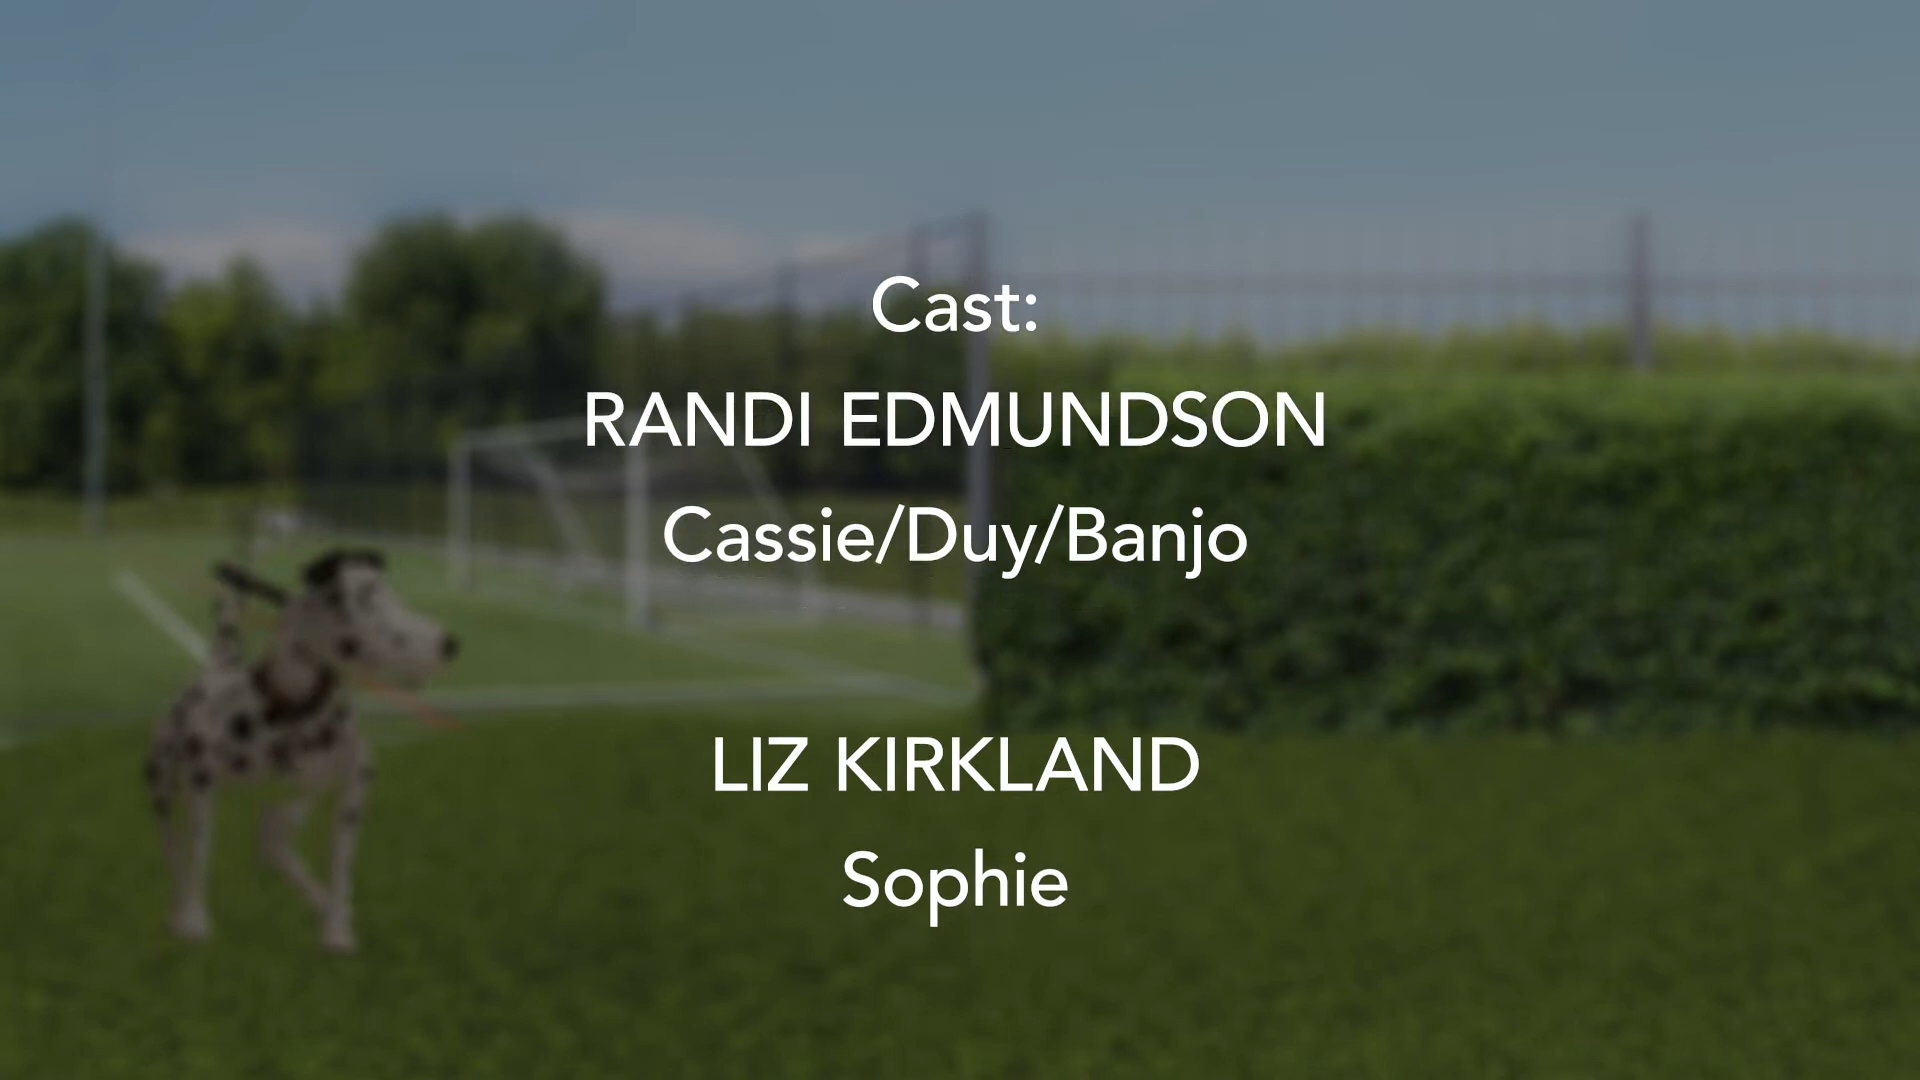 Cast:
RANDI EDMUNDSON
Cassie/Duy/Banjo
LIZ KIRKLAND
Sophie